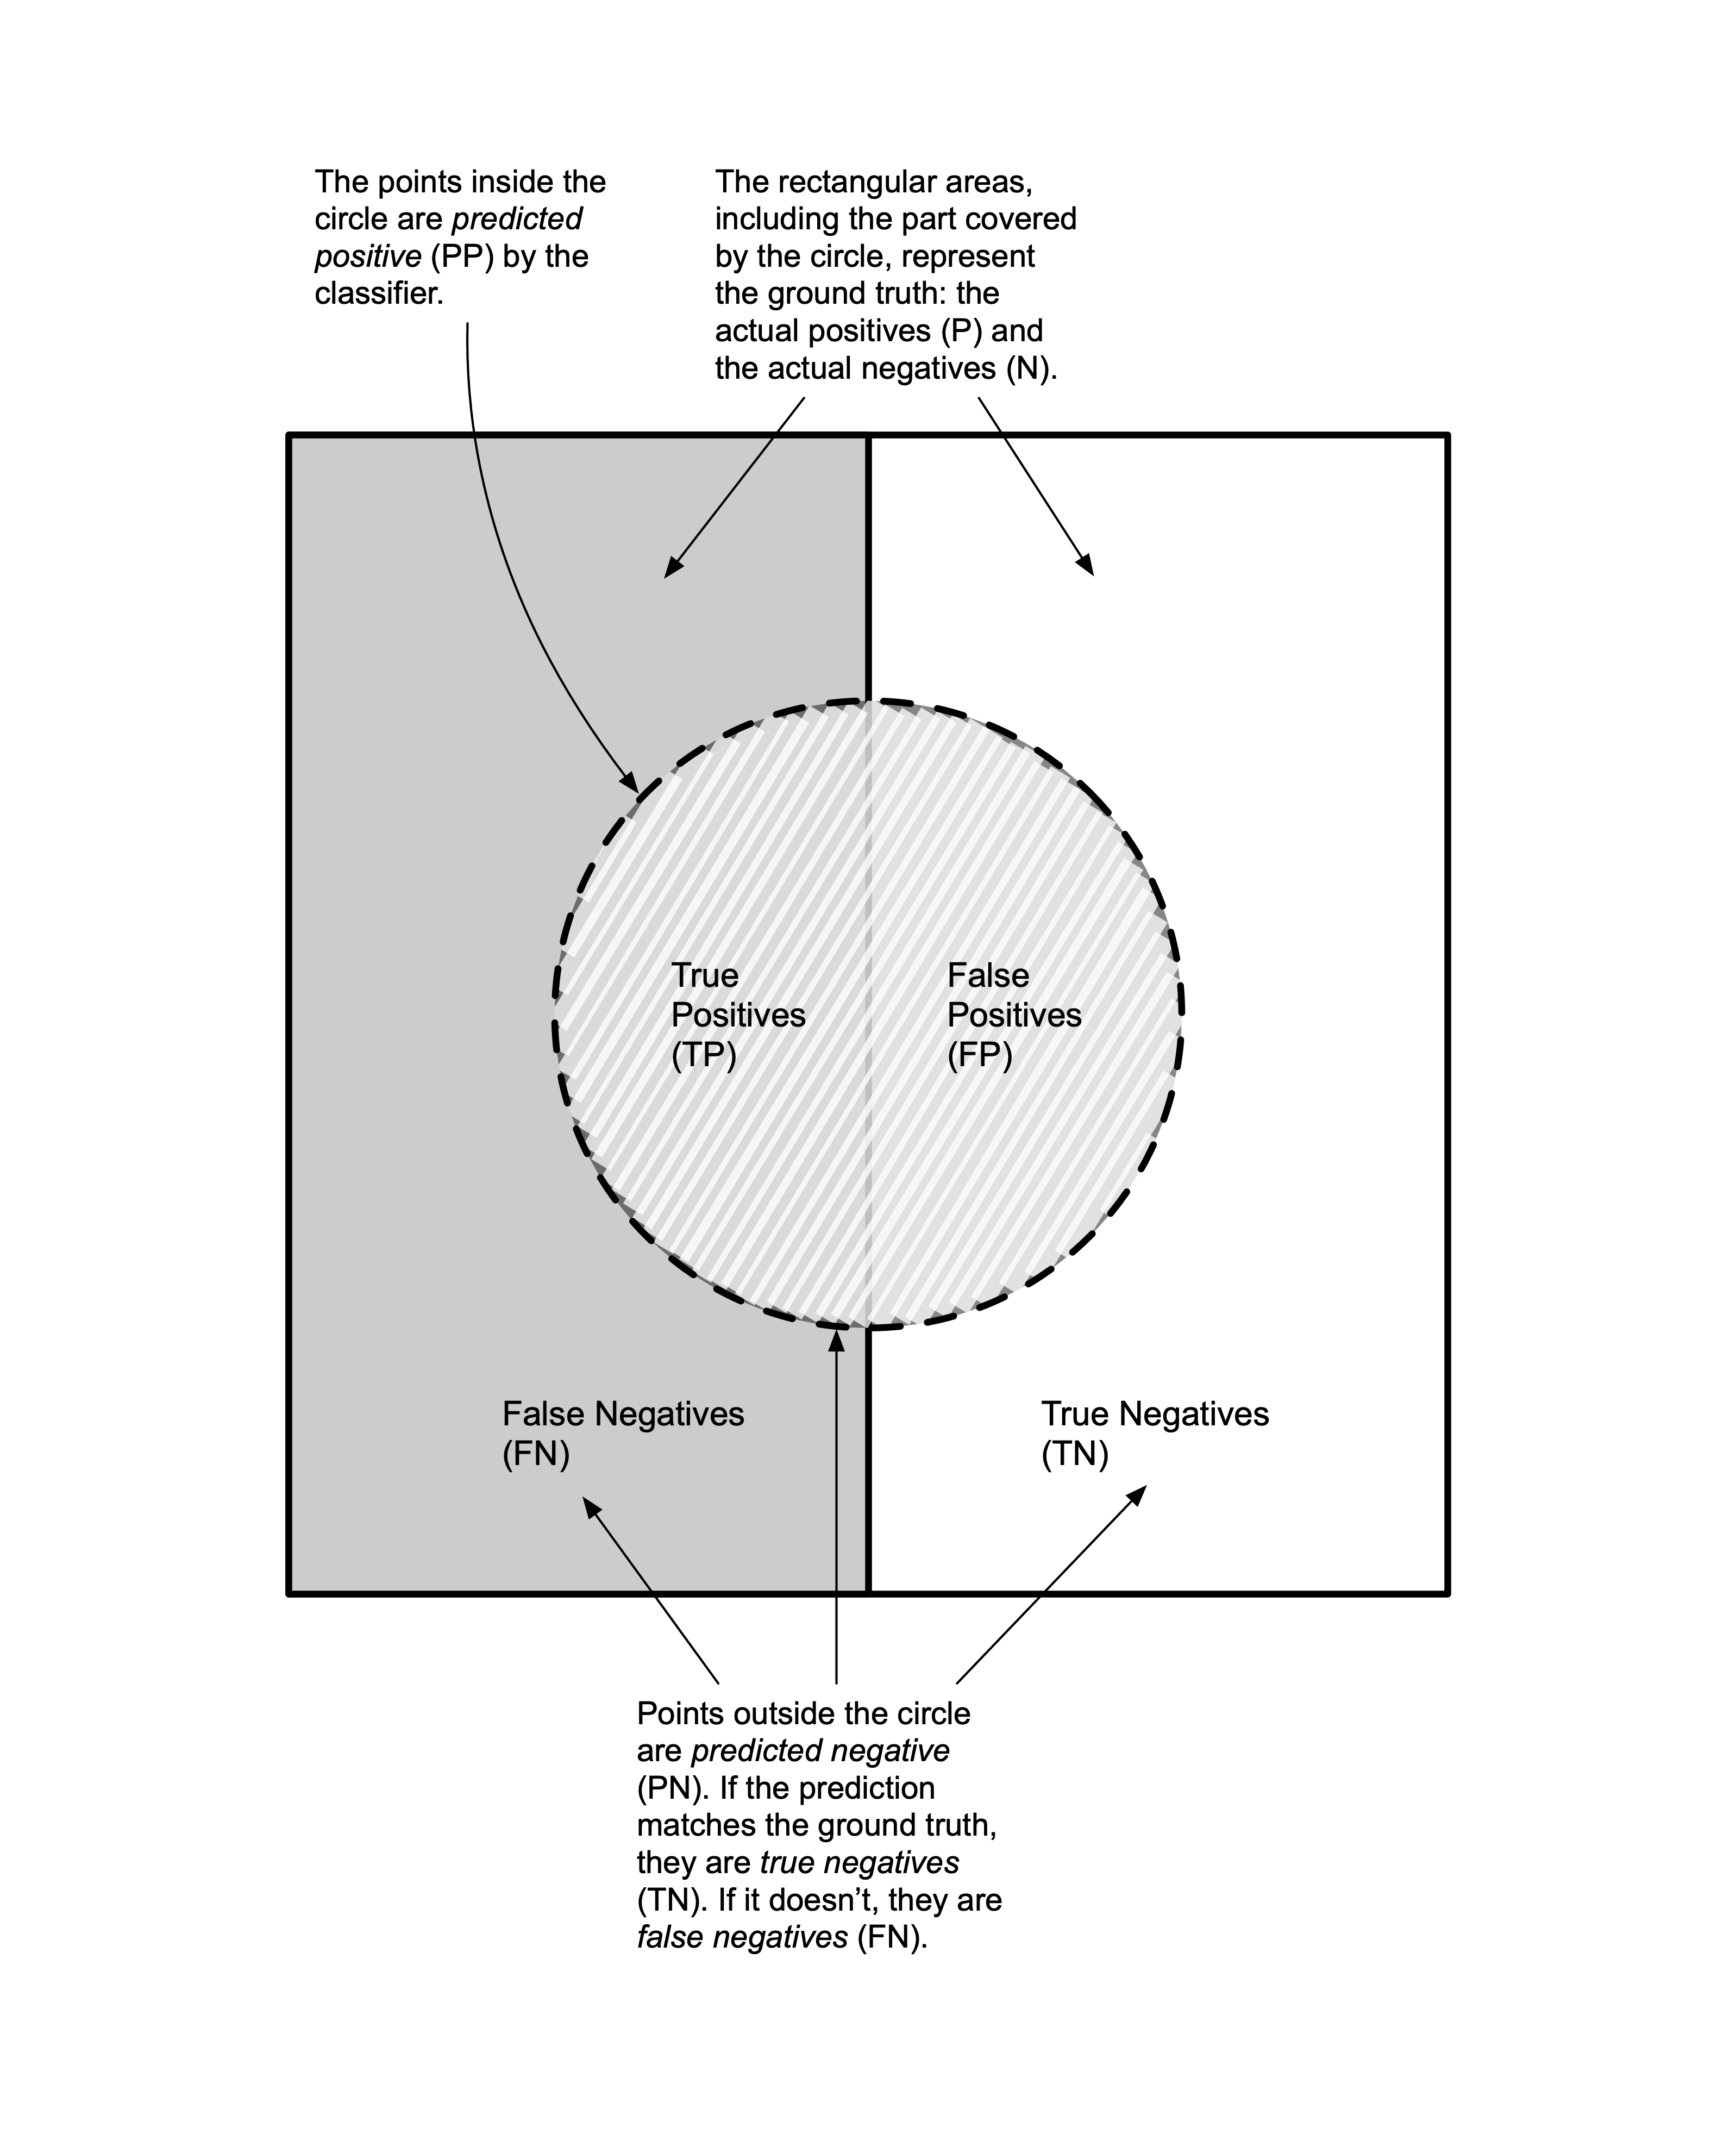 The points inside the
circle are predicted
positive (PP) by the
classifier.
The rectangular areas,
including the part covered
by the circle, represent
the ground truth: the
actual positives (P) and
the actual negatives (N).
True
Positives
(TP)
False
Positives
(FP)
False Negatives
(FN)
True Negatives
(TN)
Points outside the circle
are predicted negative
(PN). If the prediction
matches the ground truth,
they are true negatives
(TN). If it doesn’t, they are
false negatives (FN).